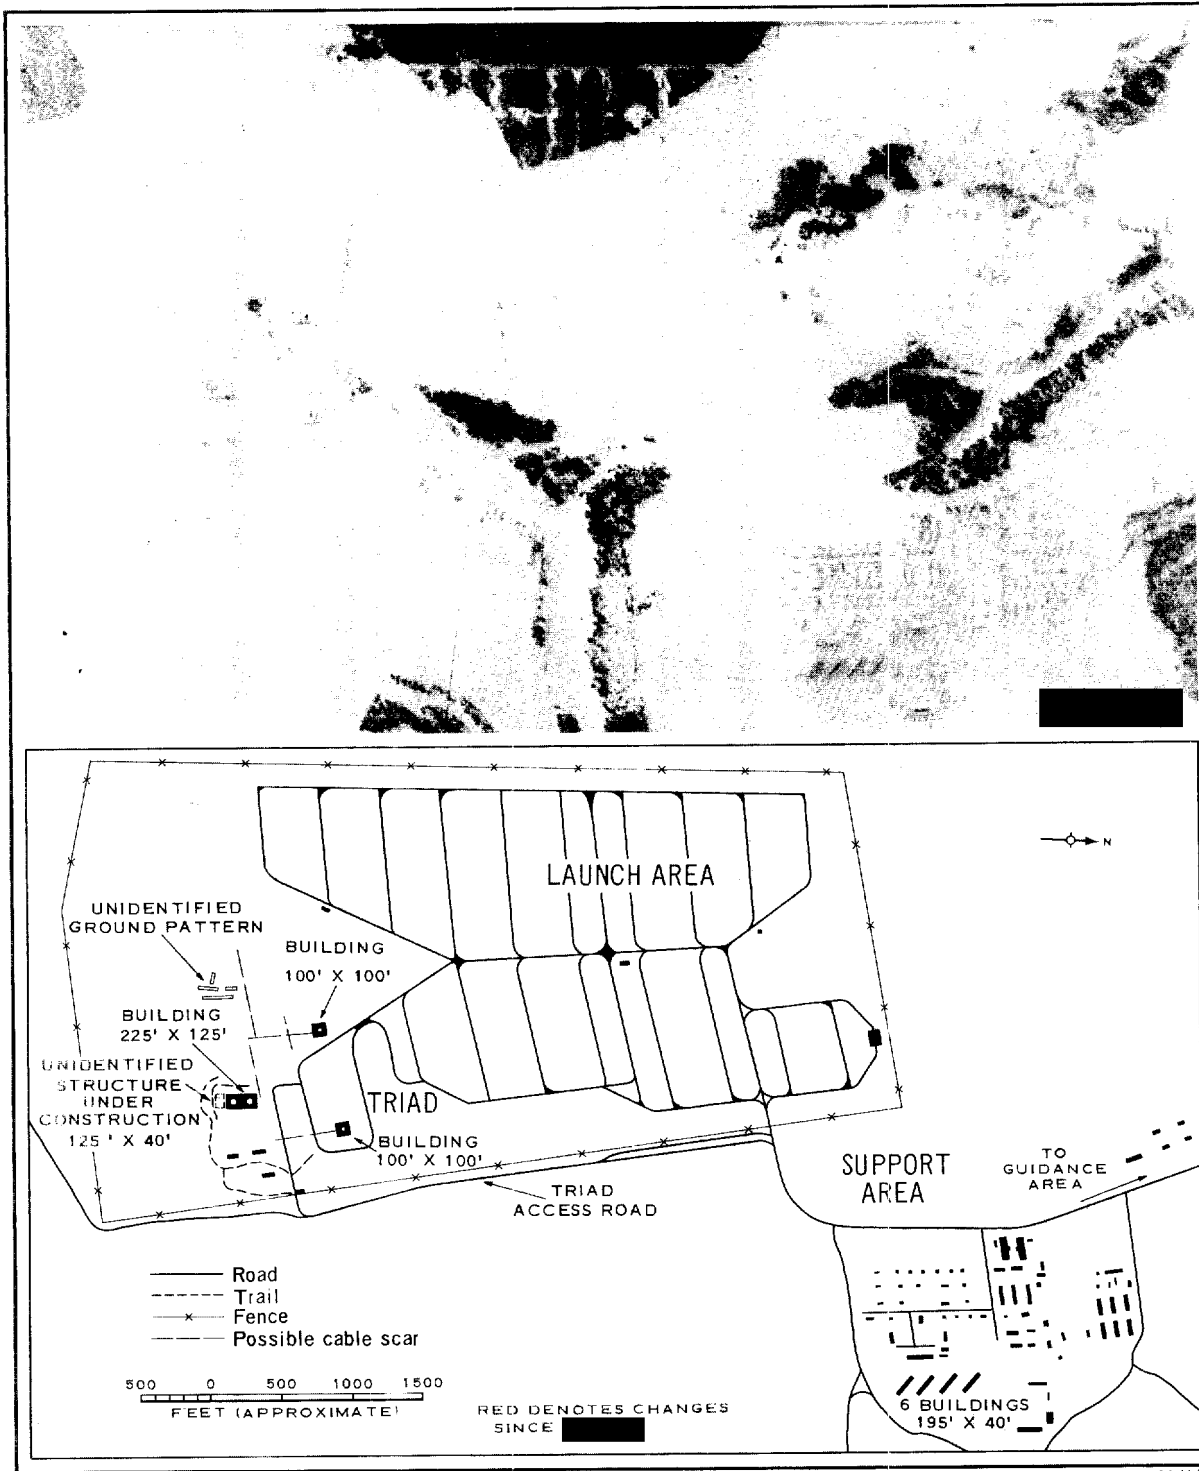 LAUNCH AREA
N
UNIDENTIFIED
GROUND PATTERN
BUILDING
100' X 100'
BUILDING
225' X 125'
UNIDENTIFIED
STRUCTURE
UNDER
CONSTRUCTION
125' X 40'
TRIAD
BUILDING
100' X 100'
TRIAD
ACCESS ROAD
SUPPORT
AREA
TO
GUIDANCE
AREA
Road
Trail
Fence
Possible cable scar
500 0 500 1000 1500
FEET (APPROXIMATE)
RED DENOTES CHANGES
SINCE
6 BUILDINGS
195' X 40'